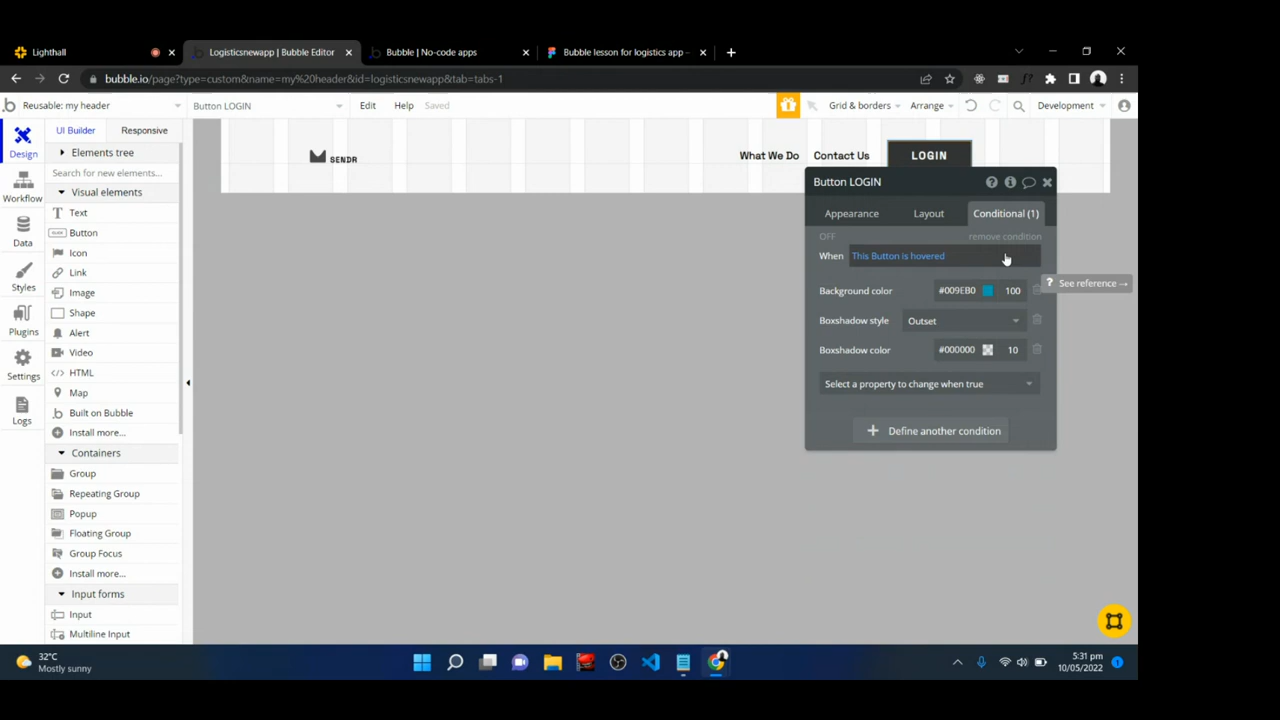 Lighthall
Logisticsnewapp | Bubble Editor
Bubble | No-code apps
Bubble lesson for logistics app –
bubble.io/page?type=custom&name=my%20header&id=logisticsnewapp&tab=tabs-1
Reusable: my header
Button LOGIN
Edit
Help
Saved
Grid & borders
Arrange
Development
Design
Workflow
Data
Styles
Plugins
Settings
Logs
UI Builder
Responsive
Elements tree
Search for new elements...
Visual elements
Text
CLICK
Button
Icon
Link
Image
Shape
Alert
Video
</> HTML
Map
Built on Bubble
Install more...
Containers
Group
Repeating Group
Popup
Floating Group
Group Focus
Install more...
Input forms
Input
Multiline Input
SENDR
What We Do
Contact Us
LOGIN
Button LOGIN
Appearance
Layout
Conditional (1)
OFF
remove condition
When
This Button is hovered
? See reference →
Background color
#009EB0
100
Boxshadow style
Outset
Boxshadow color
#000000
10
Select a property to change when true
+ Define another condition
32°C
Mostly sunny
5:31 pm
10/05/2022
1